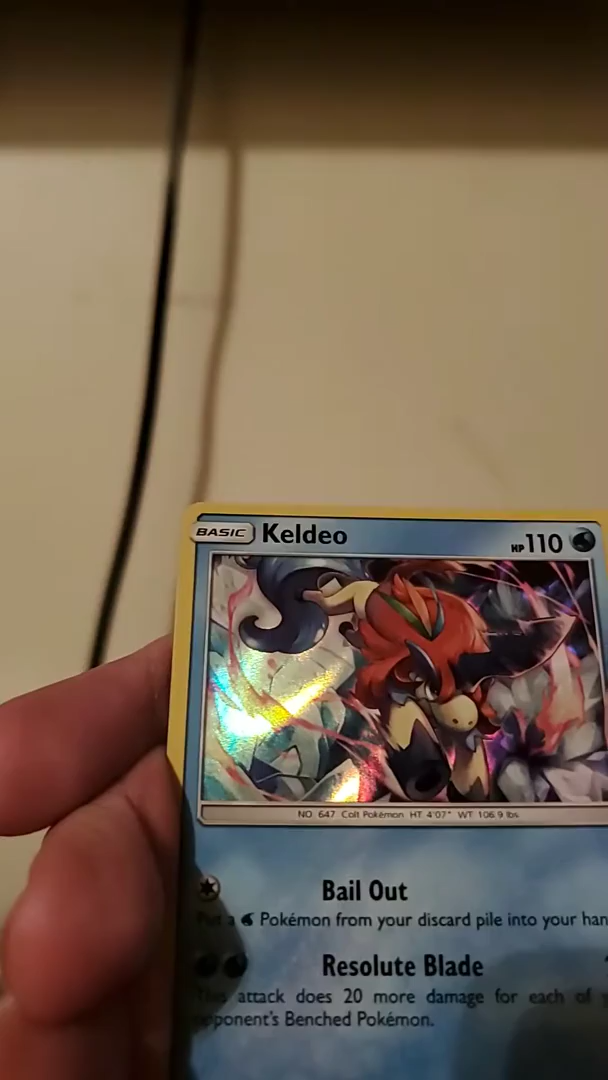 BASIC Keldeo HP 110
NO. 647 Colt Pokémon HT 4'07" WT 106.9 lbs
Bail Out
a Pokémon from your discard pile into your han
Resolute Blade
This attack does 20 more damage for each of
opponent's Benched Pokémon.